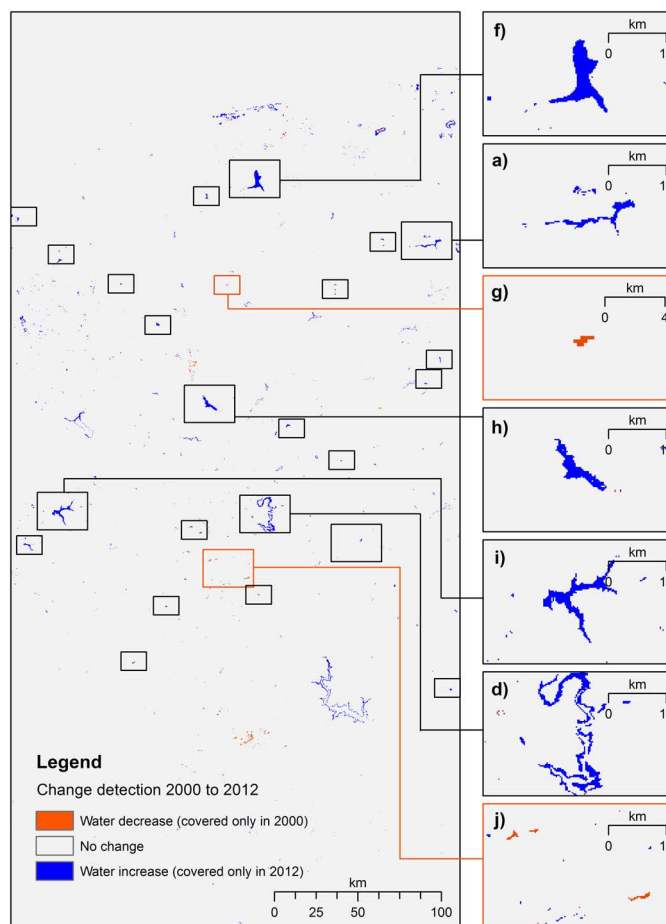 f)
km
0 1
a)
km
0 1
g)
km
0 4
h)
km
0 1
i)
km
0 1
d)
km
0 1
j)
km
0 1
Legend
Change detection 2000 to 2012
Water decrease (covered only in 2000)
No change
Water increase (covered only in 2012)
km
0 25 50 100